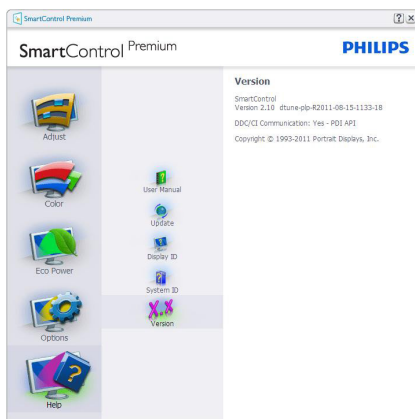 SmartControl Premium
? ×
SmartControl Premium
PHILIPS
Adjust
Color
Eco Power
Options
Help
User Manual
Update
Display ID
System ID
X.X
Version
Version
SmartControl
Version 2.10 dtune-plp-R2011-08-15-1133-18
DDC/CI Communication: Yes - PDI API
Copyright © 1993-2011 Portrait Displays, Inc.